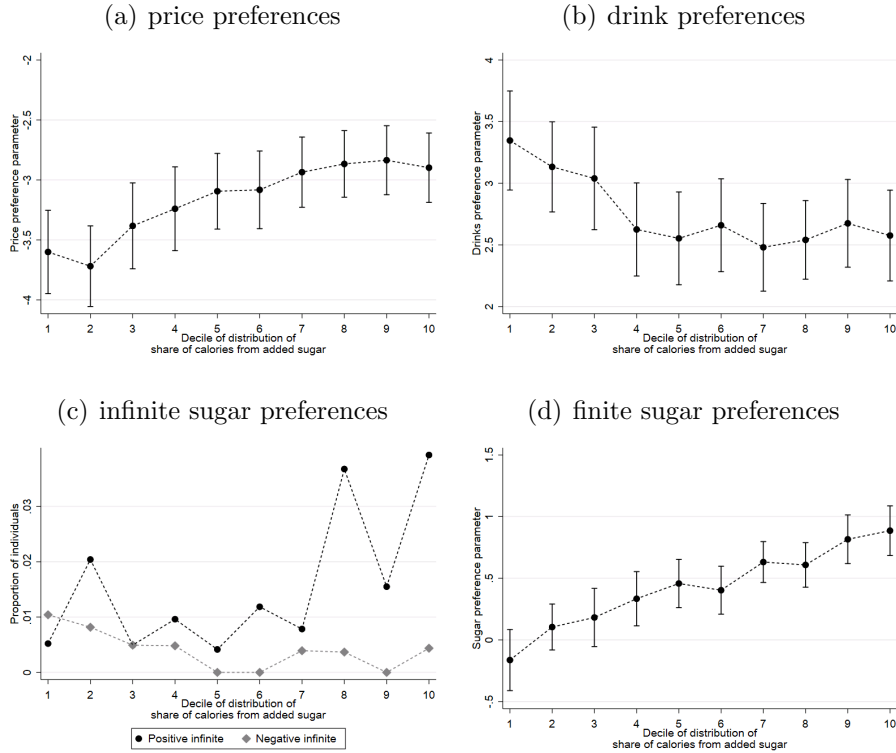 (a) price preferences
Price preference parameter
-2
-2.5
-3
-3.5
-4
1 2 3 4 5 6 7 8 9 10
Decile of distribution of
share of calories from added sugar
(b) drink preferences
Drinks preference parameter
4
3.5
3
2.5
2
1 2 3 4 5 6 7 8 9 10
Decile of distribution of
share of calories from added sugar
(c) infinite sugar preferences
Proportion of individuals
.03
.02
.01
0
1 2 3 4 5 6 7 8 9 10
Decile of distribution of
share of calories from added sugar
Positive infinite Negative infinite
(d) finite sugar preferences
Sugar preference parameter
1.5
1
.5
0
-.5
1 2 3 4 5 6 7 8 9 10
Decile of distribution of
share of calories from added sugar